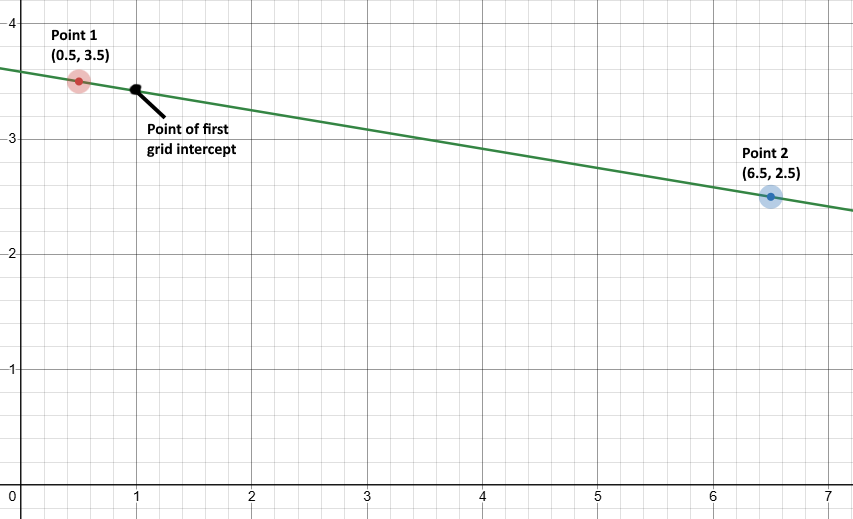 4
Point 1
(0.5, 3.5)
3
Point of first
grid intercept
Point 2
(6.5, 2.5)
2
1
0 1 2 3 4 5 6 7